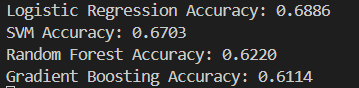 Logistic Regression Accuracy: 0.6886
SVM Accuracy: 0.6703
Random Forest Accuracy: 0.6220
Gradient Boosting Accuracy: 0.6114